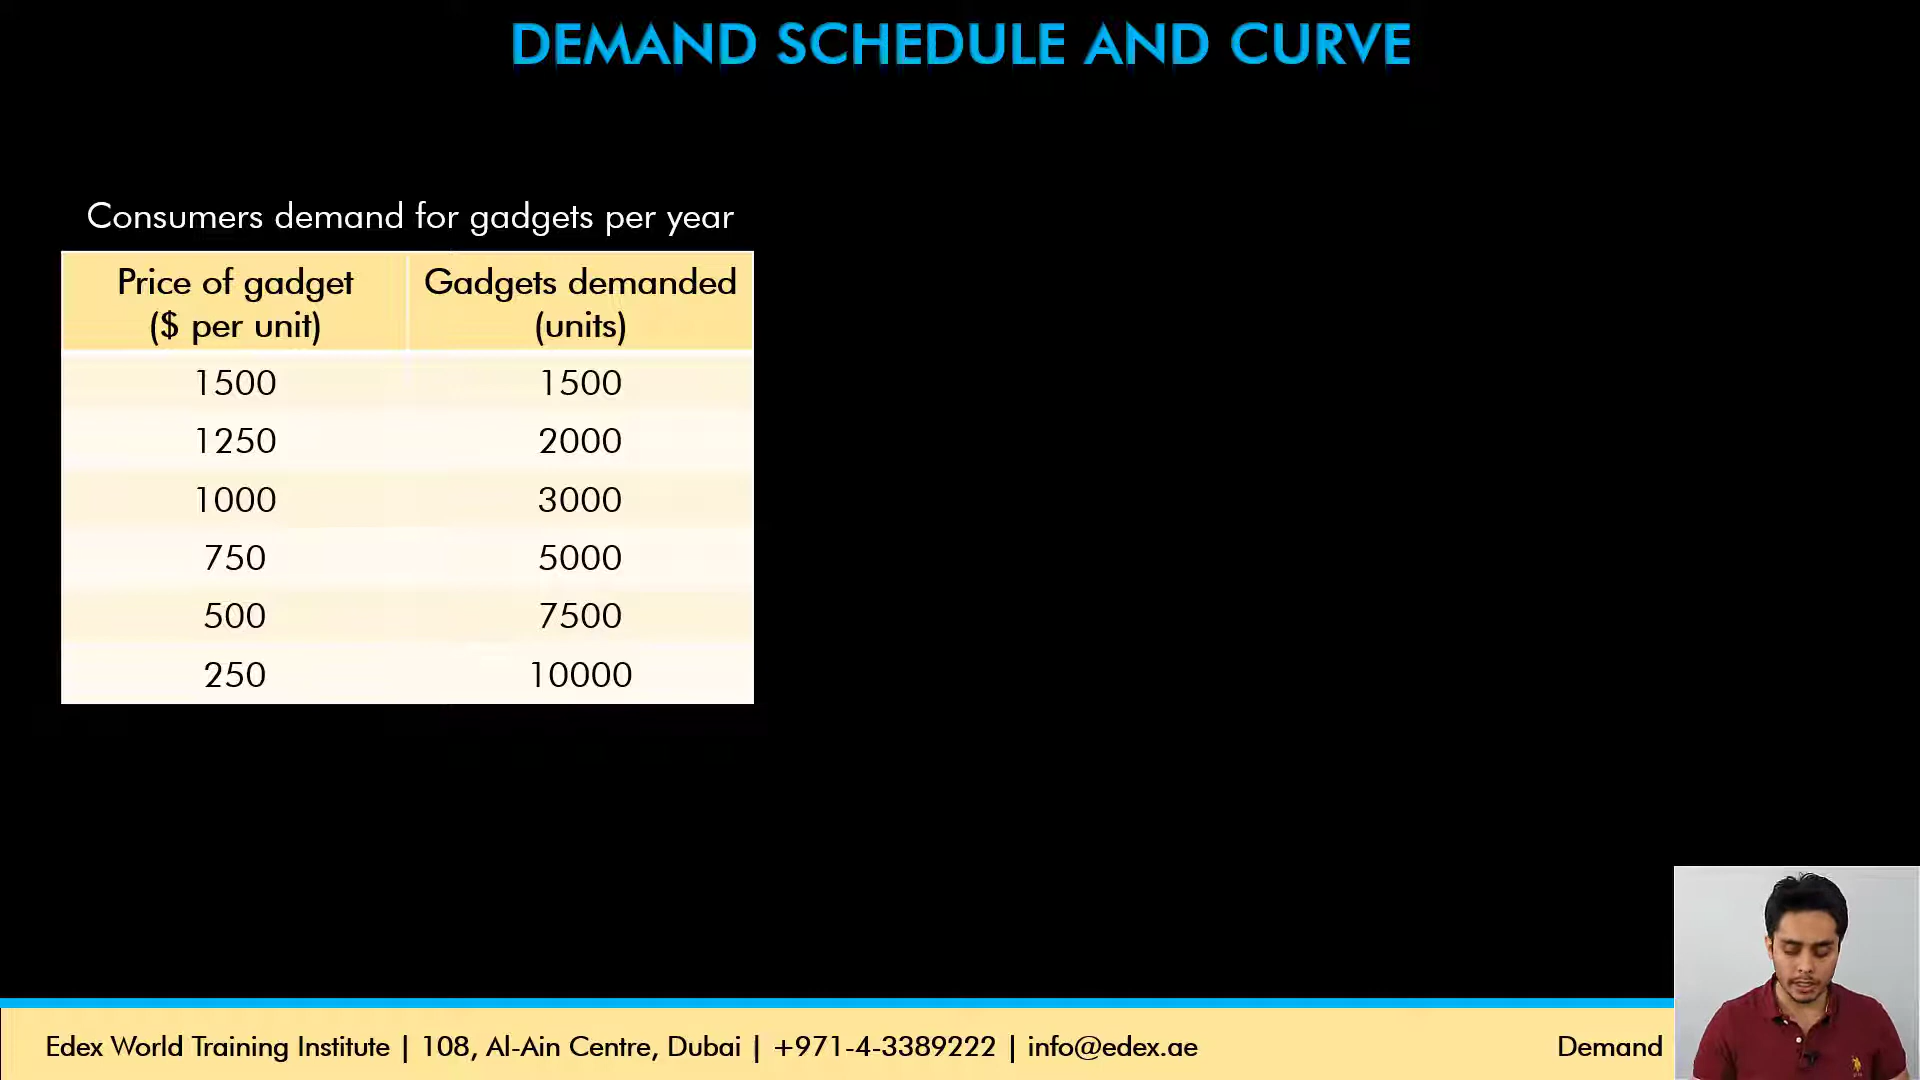 DEMAND SCHEDULE AND CURVE
Consumers demand for gadgets per year
Price of gadget ($ per unit) Gadgets demanded (units)
1500 1500
1250 2000
1000 3000
750 5000
500 7500
250 10000
Edex World Training Institute | 108, Al-Ain Centre, Dubai | +971-4-3389222 | info@edex.ae Demand